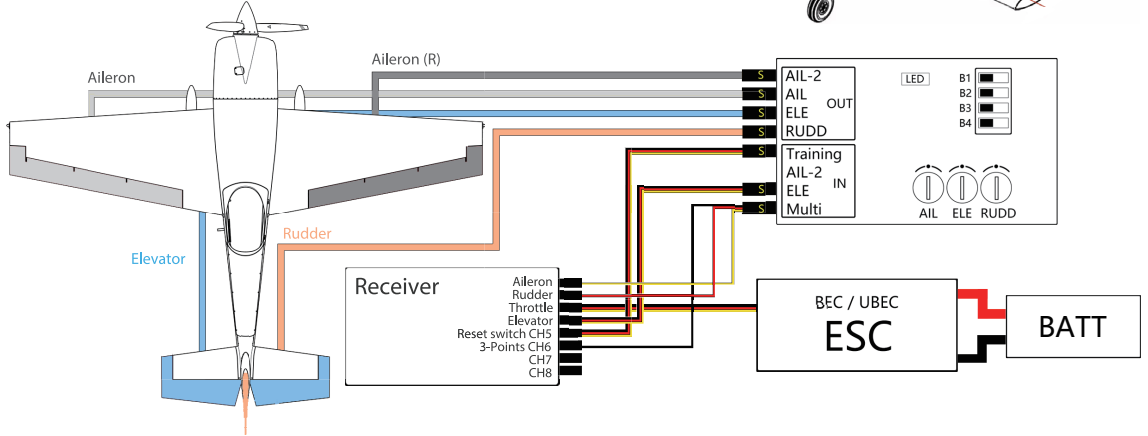 Aileron
Aileron (R)
Elevator
Rudder
S AIL-2
S AIL
S ELE
S RUDD
OUT
S Training
AIL-2
S ELE
S Multi
IN
LED
B1
B2
B3
B4
AIL ELE RUDD
Receiver
Aileron
Rudder
Throttle
Elevator
Reset switch CH5
3-Points CH6
CH7
CH8
BEC / UBEC
ESC
BATT